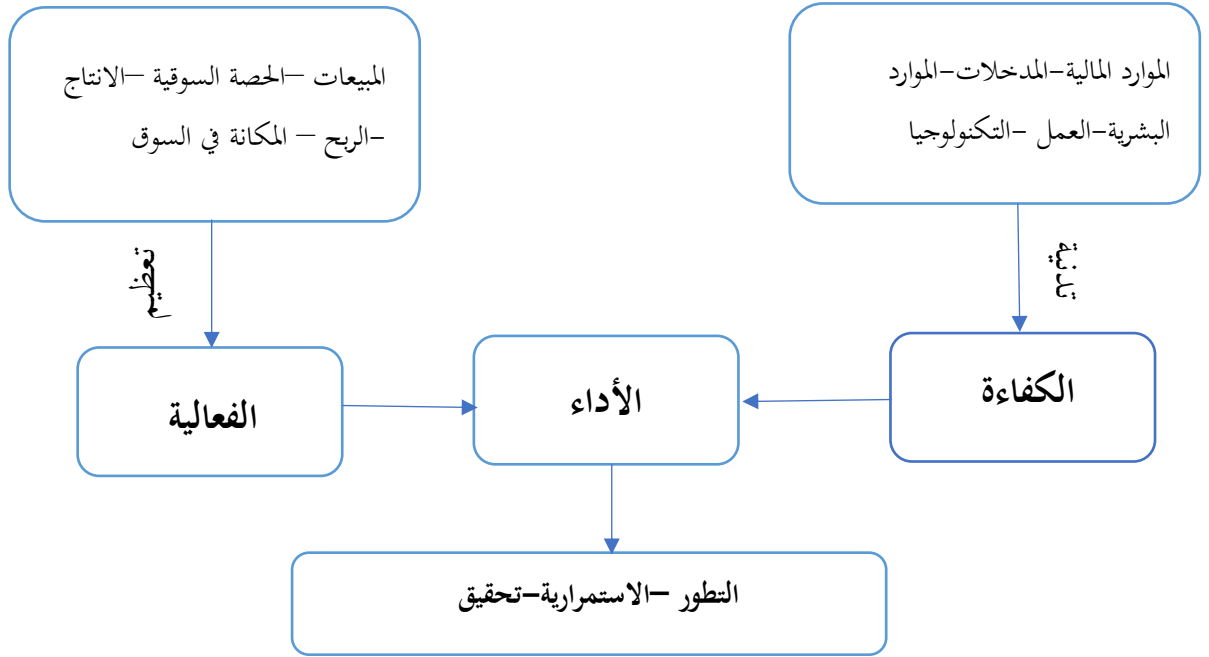 الموارد المالية–المدخلات–الموارد
البشرية–العمل –التكنولوجيا
المبيعات –الحصة السوقية –الانتاج
–الربح – المكانة في السوق
تدنية
تعظيم
الكفاءة
الأداء
الفعالية
التطور –الاستمرارية–تحقيق